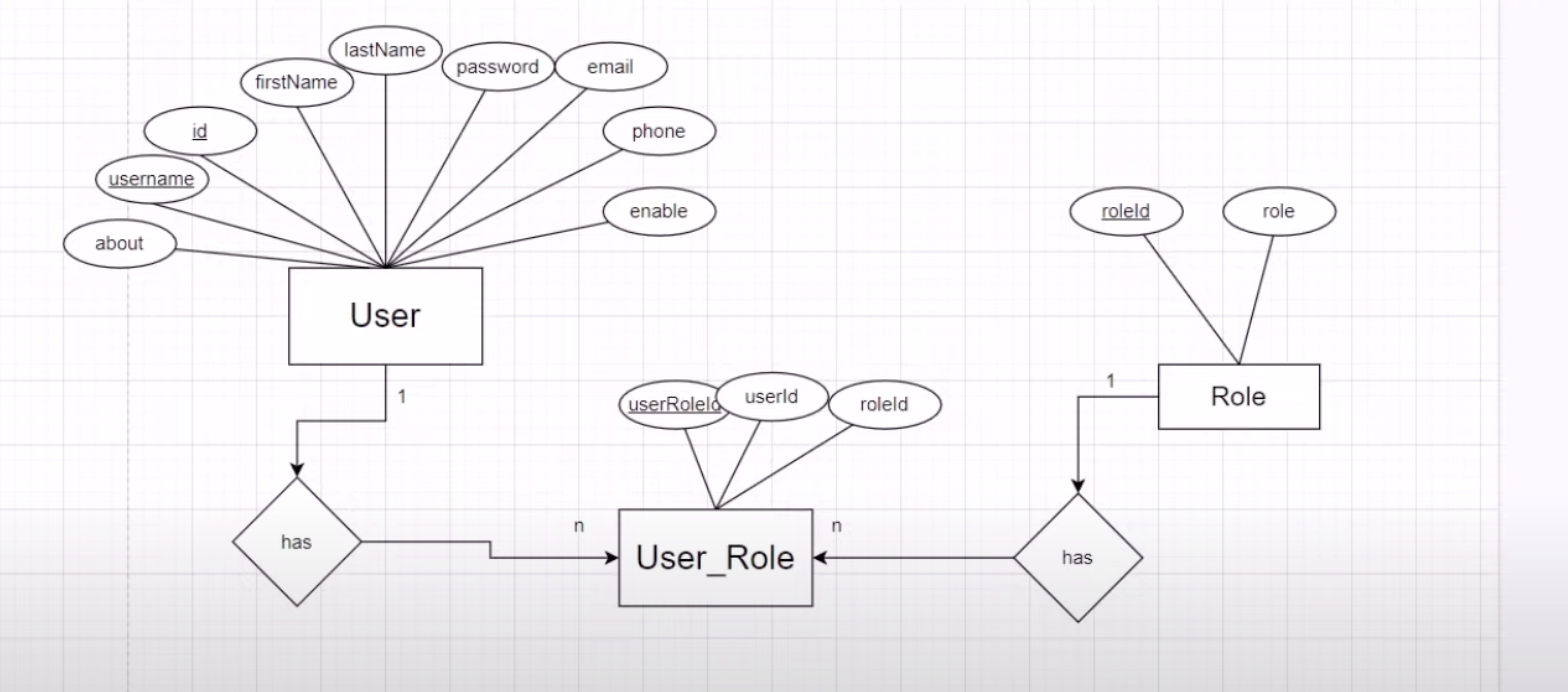 lastName
password
email
firstName
id
phone
username
enable
about
roleId
role
User
1
userRoleId
userId
roleId
1
Role
n
n
has
User_Role
has